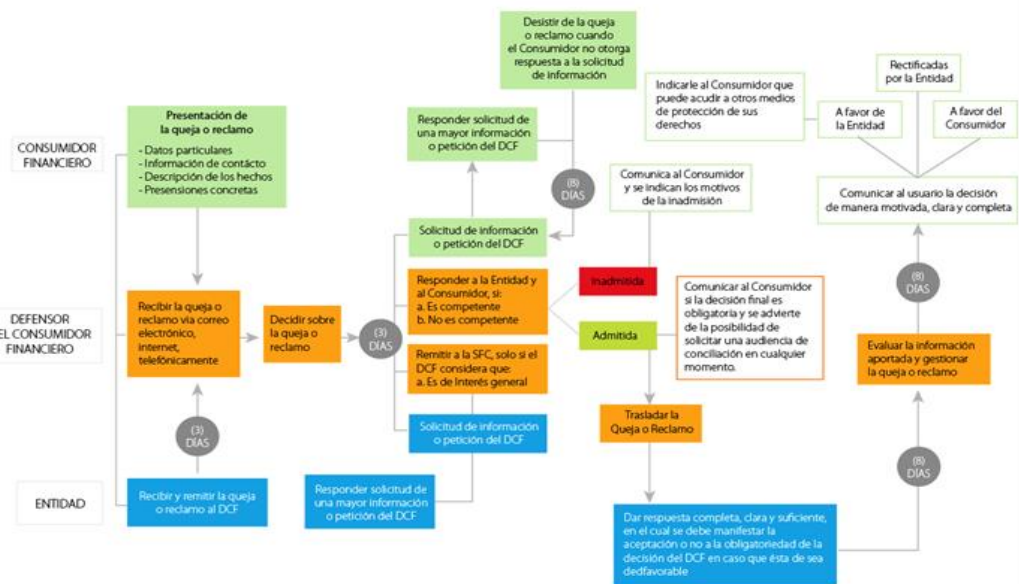 Desistir de la queja
o reclamo cuando
el Consumidor no otorga
respuesta a la solicitud
de información
Rectificadas
por la Entidad
Indicarle al Consumidor que
puede acudir a otros medios
de protección de sus
derechos
A favor de
la Entidad
A favor del
Consumidor
Presentación de
la queja o reclamo
- Datos particulares
- Información de contácto
- Descripción de los hechos
- Presensiones concretas
Responder solicitud de
una mayor información
o petición del DCF
CONSUMIDOR
FINANCIERO
(8)
DÍAS
Comunica al Consumidor
y se indican los motivos
de la inadmisión
Comunicar al usuario la decisión
de manera motivada, clara y completa
Solicitud de información
o petición del DCF
Responder a la Entidad y
al Consumidor, si:
a. Es competente
b. No es competente
Inadmitida
Admitida
Comunicar al Consumidor
si la decisión final es
obligatoria y se advierte
de la posibilidad de
solicitar una audiencia de
conciliación en cualquier
momento.
(8)
DÍAS
DEFENSOR
EL CONSUMIDOR
FINANCIERO
Recibir la queja o
reclamo via correo
electrónico,
internet,
telefónicamente
Decidir sobre
la queja o
reclamo
(3)
DÍAS
Remitir a la SFC, solo si el
DCF considera que:
a. Es de Interés general
Evaluar la información
aportada y gestionar
la queja o reclamo
Solicitud de información
o petición del DCF
Trasladar la
Queja o Reclamo
(3)
DÍAS
(8)
DÍAS
ENTIDAD
Recibir y remitir la queja
o reclamo al DCF
Responder solicitud de
una mayor información
o petición del DCF
Dar respuesta completa, clara y suficiente,
en el cual se debe manifestar la
aceptación o no a la obligatoriedad de la
decisión del DCF en caso que ésta de sea
dedfavorable